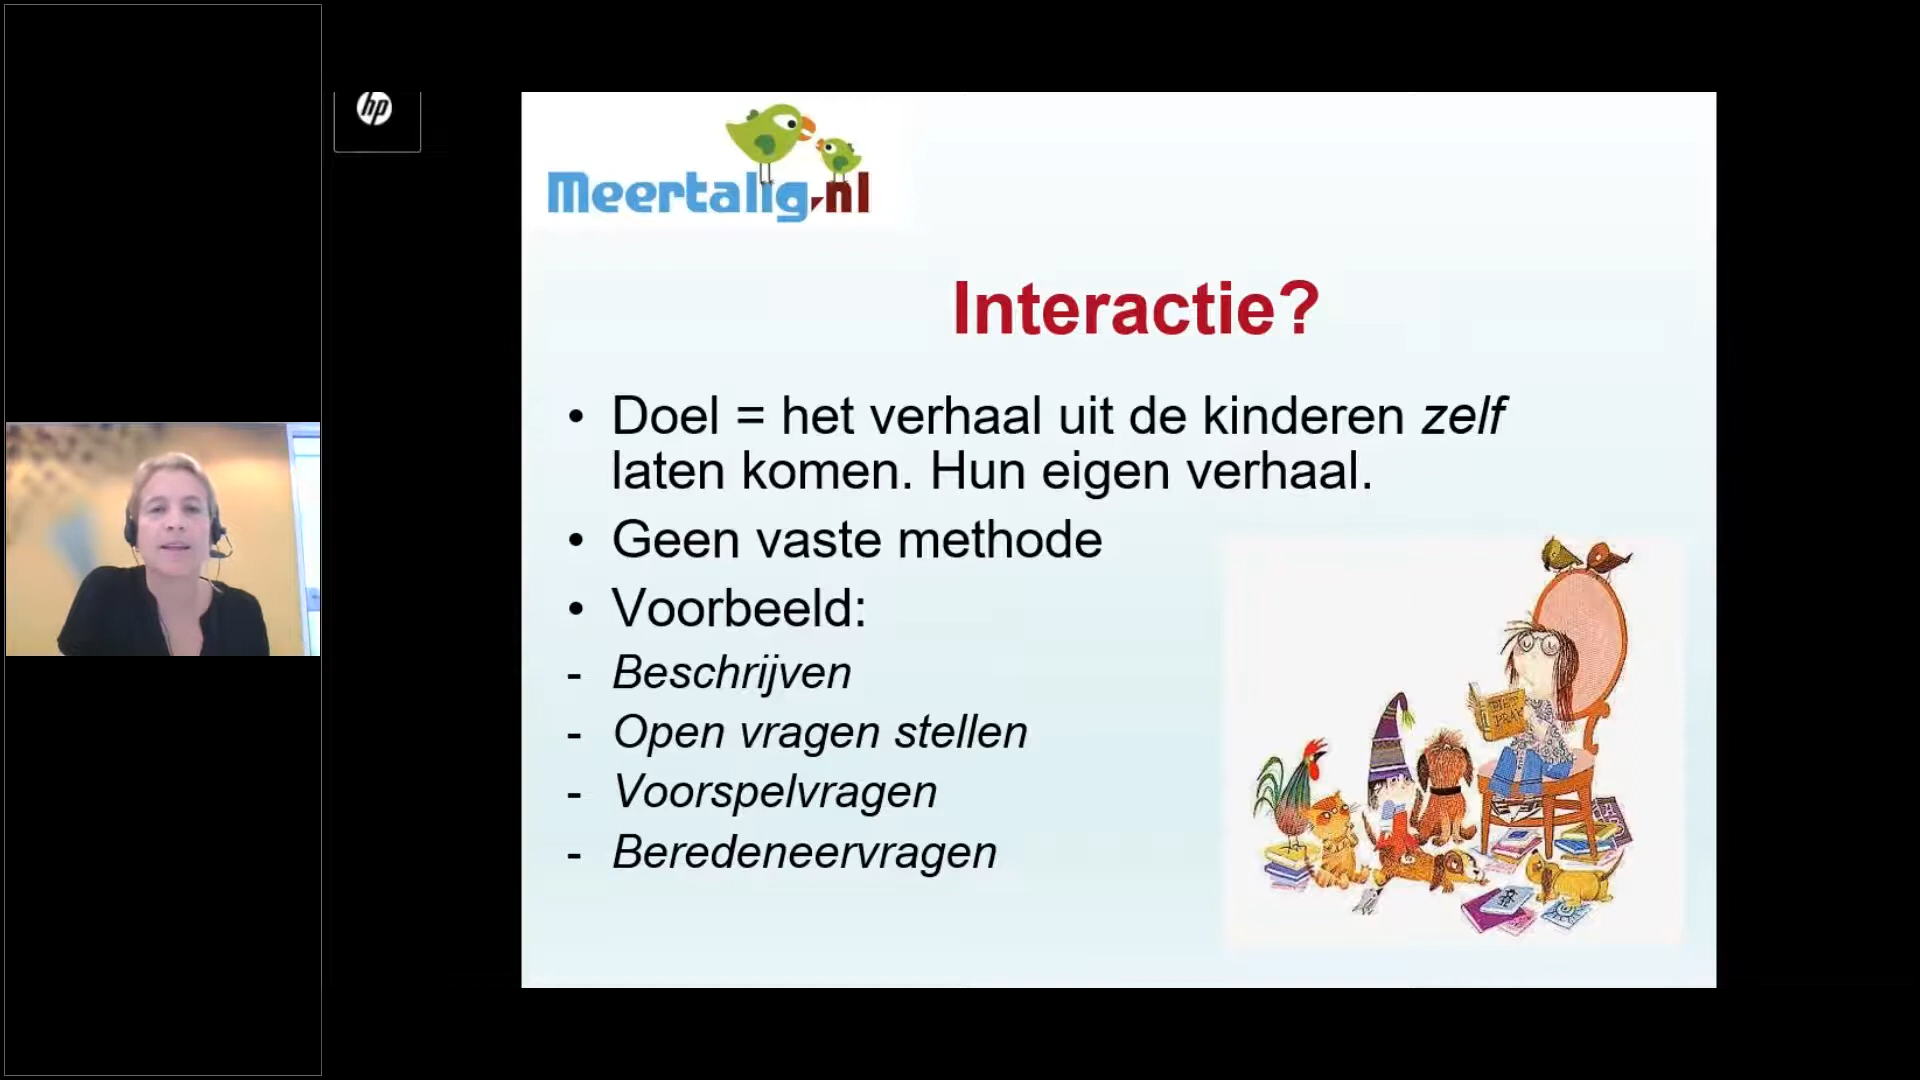 hp
Meertalig.nl
Interactie?
• Doel = het verhaal uit de kinderen zelf
laten komen. Hun eigen verhaal.
• Geen vaste methode
• Voorbeeld:
- Beschrijven
- Open vragen stellen
- Voorspelvragen
- Beredeneervragen